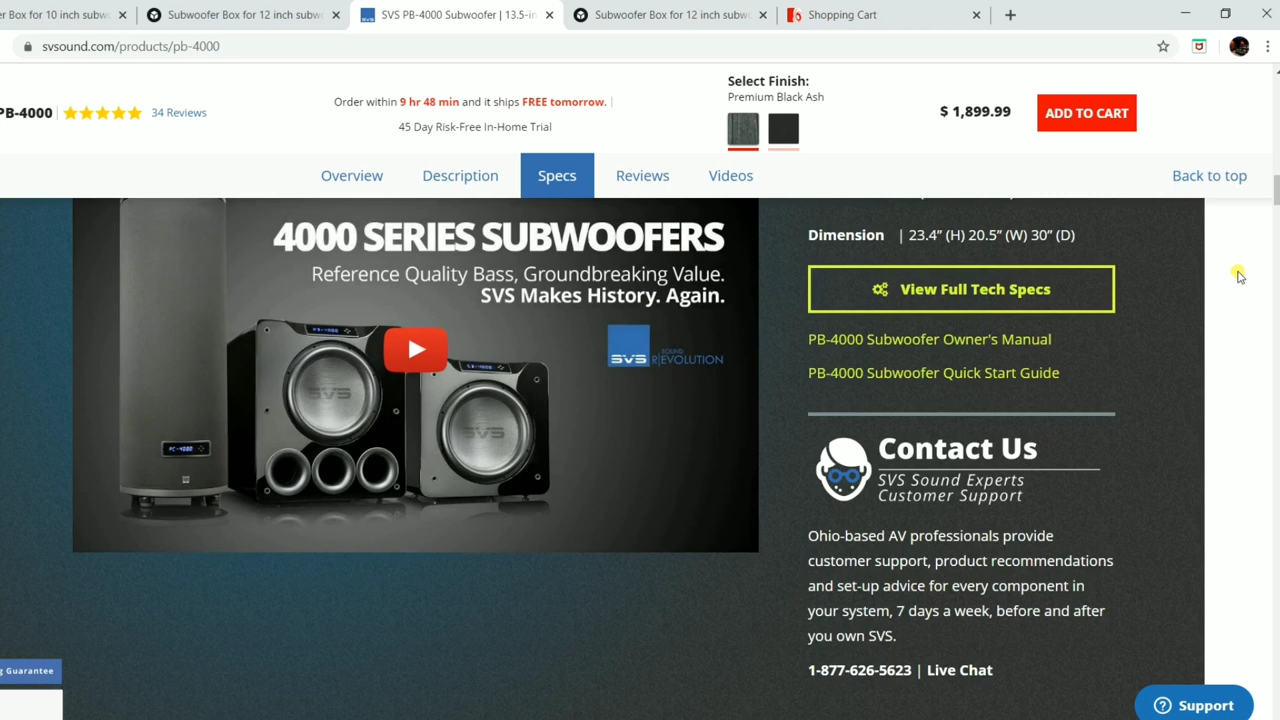 er Box for 10 inch subw
Subwoofer Box for 12 inch subw
SVS PB-4000 Subwoofer | 13.5-in
Subwoofer Box for 12 inch subw
Shopping Cart
svsound.com/products/pb-4000
PB-4000
34 Reviews
Order within 9 hr 48 min and it ships FREE tomorrow.
45 Day Risk-Free In-Home Trial
Select Finish:
Premium Black Ash
$ 1,899.99
ADD TO CART
Overview
Description
Specs
Reviews
Videos
Back to top
4000 SERIES SUBWOOFERS
Reference Quality Bass, Groundbreaking Value.
SVS Makes History. Again.
SVS SOUND R|EVOLUTION
SVS
SVS
Dimension | 23.4” (H) 20.5” (W) 30” (D)
View Full Tech Specs
PB-4000 Subwoofer Owner's Manual
PB-4000 Subwoofer Quick Start Guide
Contact Us
SVS Sound Experts
Customer Support
Ohio-based AV professionals provide
customer support, product recommendations
and set-up advice for every component in
your system, 7 days a week, before and after
you own SVS.
1-877-626-5623 | Live Chat
g Guarantee
Support